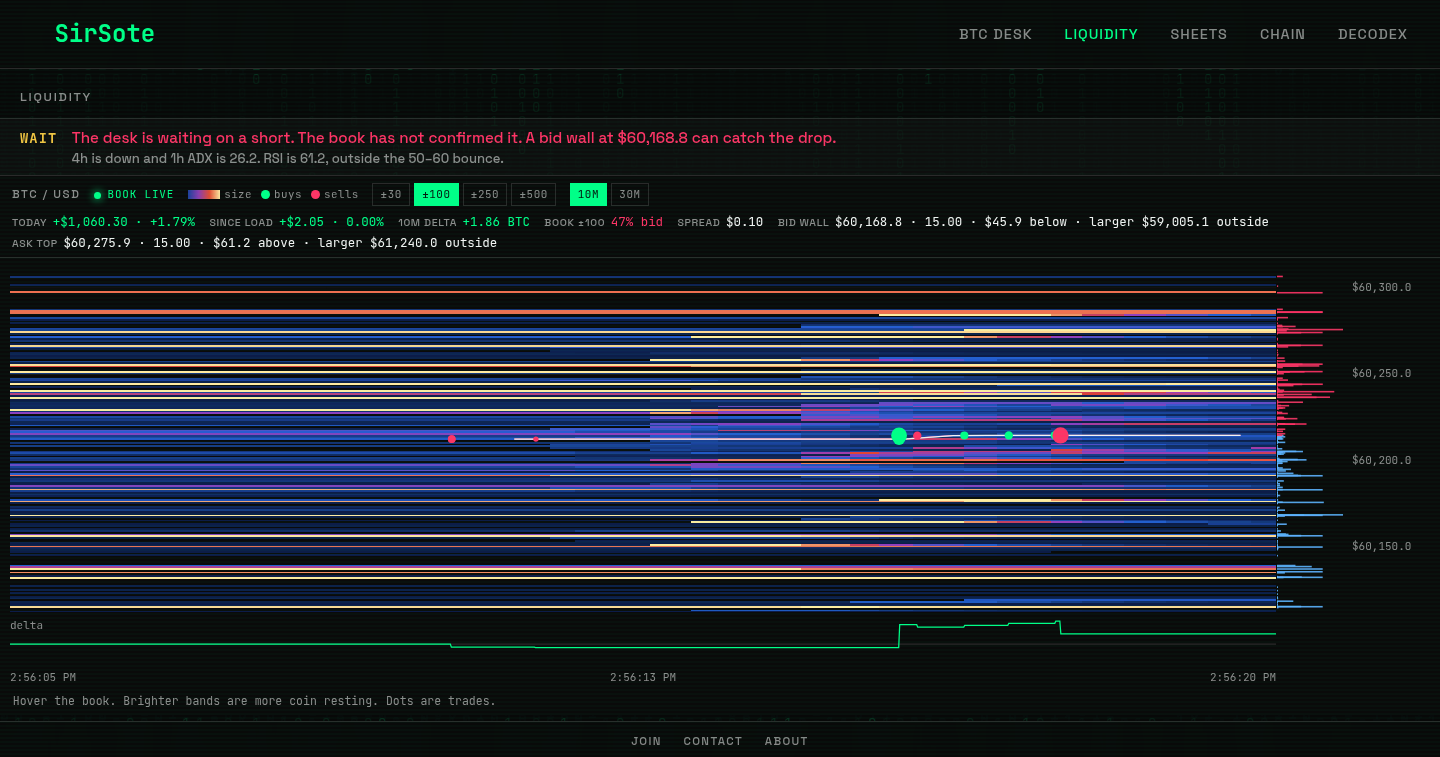 SirSote
BTC DESK LIQUIDITY SHEETS CHAIN DECODEX
LIQUIDITY
WAIT The desk is waiting on a short. The book has not confirmed it. A bid wall at $60,168.8 can catch the drop.
4h is down and 1h ADX is 26.2. RSI is 61.2, outside the 50–60 bounce.
BTC / USD BOOK LIVE size buys sells ±30 ±100 ±250 ±500 10M 30M
TODAY +$1,060.30 · +1.79% SINCE LOAD +$2.05 · 0.00% 10M DELTA +1.86 BTC BOOK ±100 47% bid SPREAD $0.10 BID WALL $60,168.8 · 15.00 · $45.9 below · larger $59,005.1 outside
ASK TOP $60,275.9 · 15.00 · $61.2 above · larger $61,240.0 outside
$60,300.0
$60,250.0
$60,200.0
$60,150.0
delta
2:56:05 PM 2:56:13 PM 2:56:20 PM
Hover the book. Brighter bands are more coin resting. Dots are trades.
JOIN CONTACT ABOUT